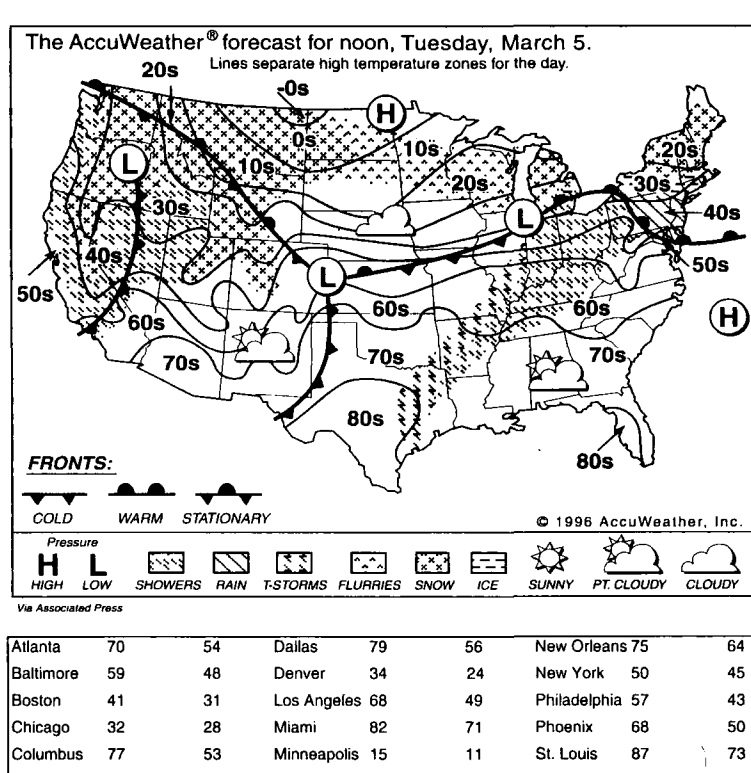 The AccuWeather® forecast for noon, Tuesday, March 5.
Lines separate high temperature zones for the day.
20s
-0s
H
0s
10s
10s
20s
20s
L
30s
30s
L
40s
40s
50s
L
50s
60s
60s
60s
H
70s
70s
70s
80s
80s
FRONTS:
COLD WARM STATIONARY
© 1996 AccuWeather, Inc.
Pressure
H L
HIGH LOW SHOWERS RAIN T-STORMS FLURRIES SNOW ICE SUNNY PT. CLOUDY CLOUDY
Via Associated Press
Atlanta 70 54 Dallas 79 56 New Orleans 75 64
Baltimore 59 48 Denver 34 24 New York 50 45
Boston 41 31 Los Angeles 68 49 Philadelphia 57 43
Chicago 32 28 Miami 82 71 Phoenix 68 50
Columbus 77 53 Minneapolis 15 11 St. Louis 87 73